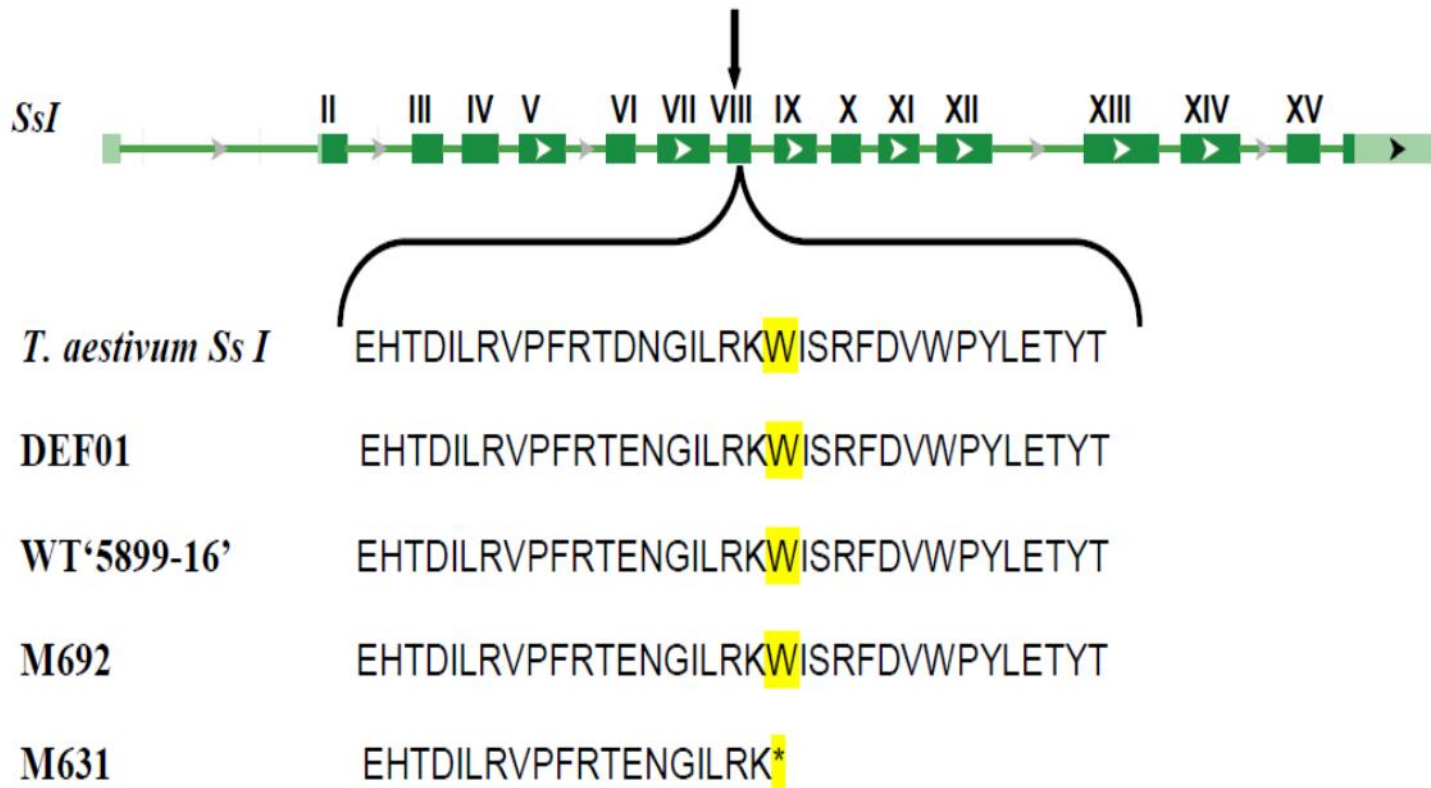 II III IV V VI VII VIII IX X XI XII XIII XIV XV
SsI
T. aestivum Ss I EHTDILRVPFRTDNGILRKWISRFDVWPYLETYT
DEF01 EHTDILRVPFRTENGILRKWISRFDVWPYLETYT
WT‘5899-16’ EHTDILRVPFRTENGILRKWISRFDVWPYLETYT
M692 EHTDILRVPFRTENGILRKWISRFDVWPYLETYT
M631 EHTDILRVPFRTENGILRK*